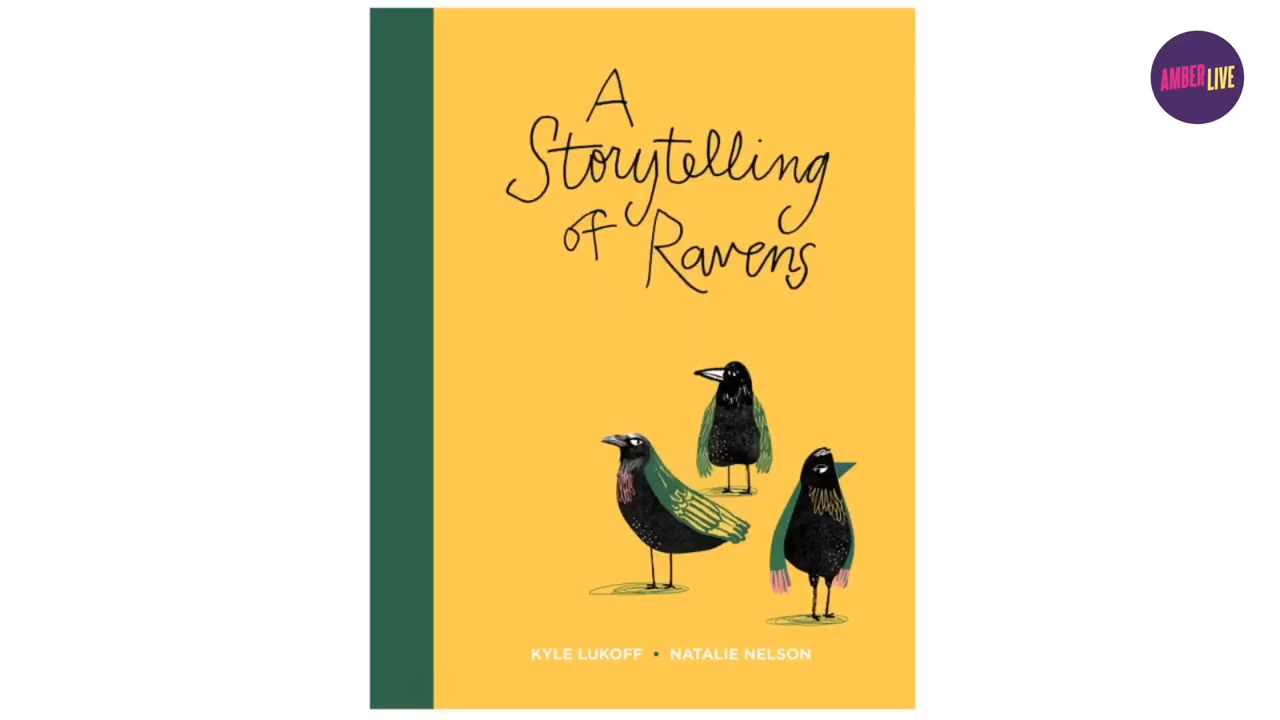 AMBER LIVE
A
Storytelling
of Ravens
KYLE LUKOFF • NATALIE NELSON